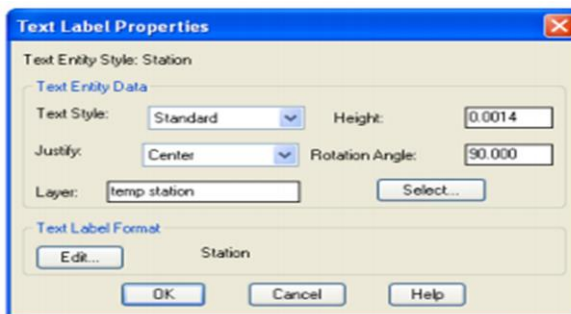 Text Label Properties
Text Entity Style: Station
Text Entity Data
Text Style: Standard Height: 0.0014
Justify: Center Rotation Angle: 90.000
Layer: temp station Select...
Text Label Format
Edit... Station
OK Cancel Help